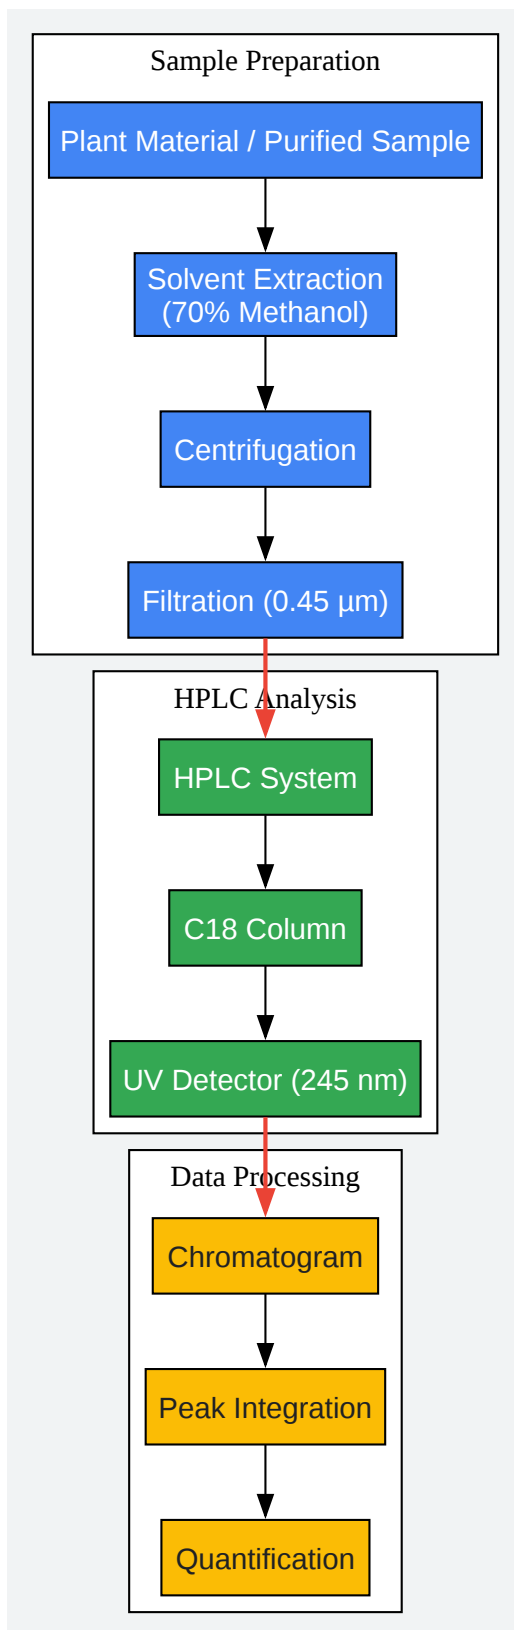 Sample Preparation
Plant Material / Purified Sample
Solvent Extraction
(70% Methanol)
Centrifugation
Filtration (0.45 µm)
HPLC Analysis
HPLC System
C18 Column
UV Detector (245 nm)
Data Processing
Chromatogram
Peak Integration
Quantification